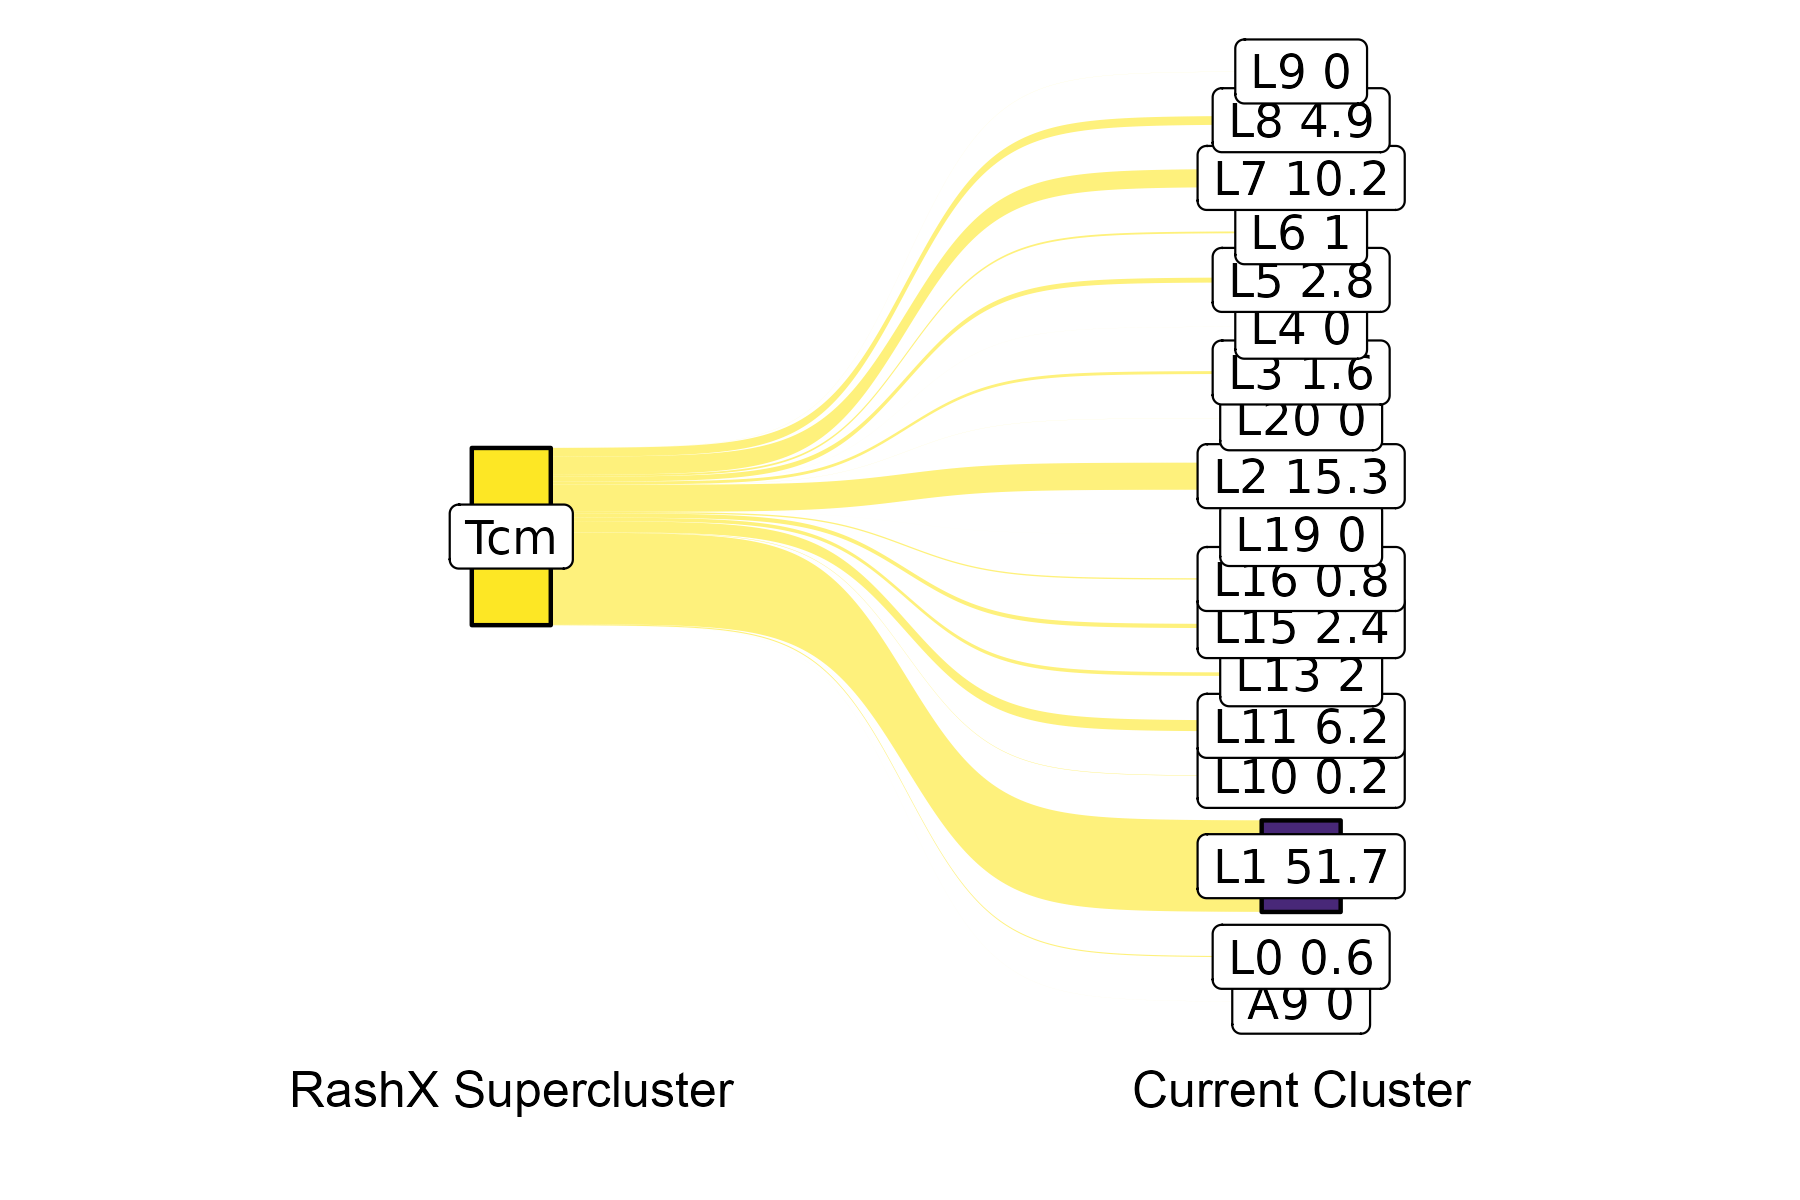 L9 0
L8 4.9
L7 10.2
L6 1
L5 2.8
L4 0
L3 1.6
L20 0
L2 15.3
L19 0
Tcm
L16 0.8
L15 2.4
L13 2
L11 6.2
L10 0.2
L1 51.7
L0 0.6
A9 0
RashX Supercluster
Current Cluster